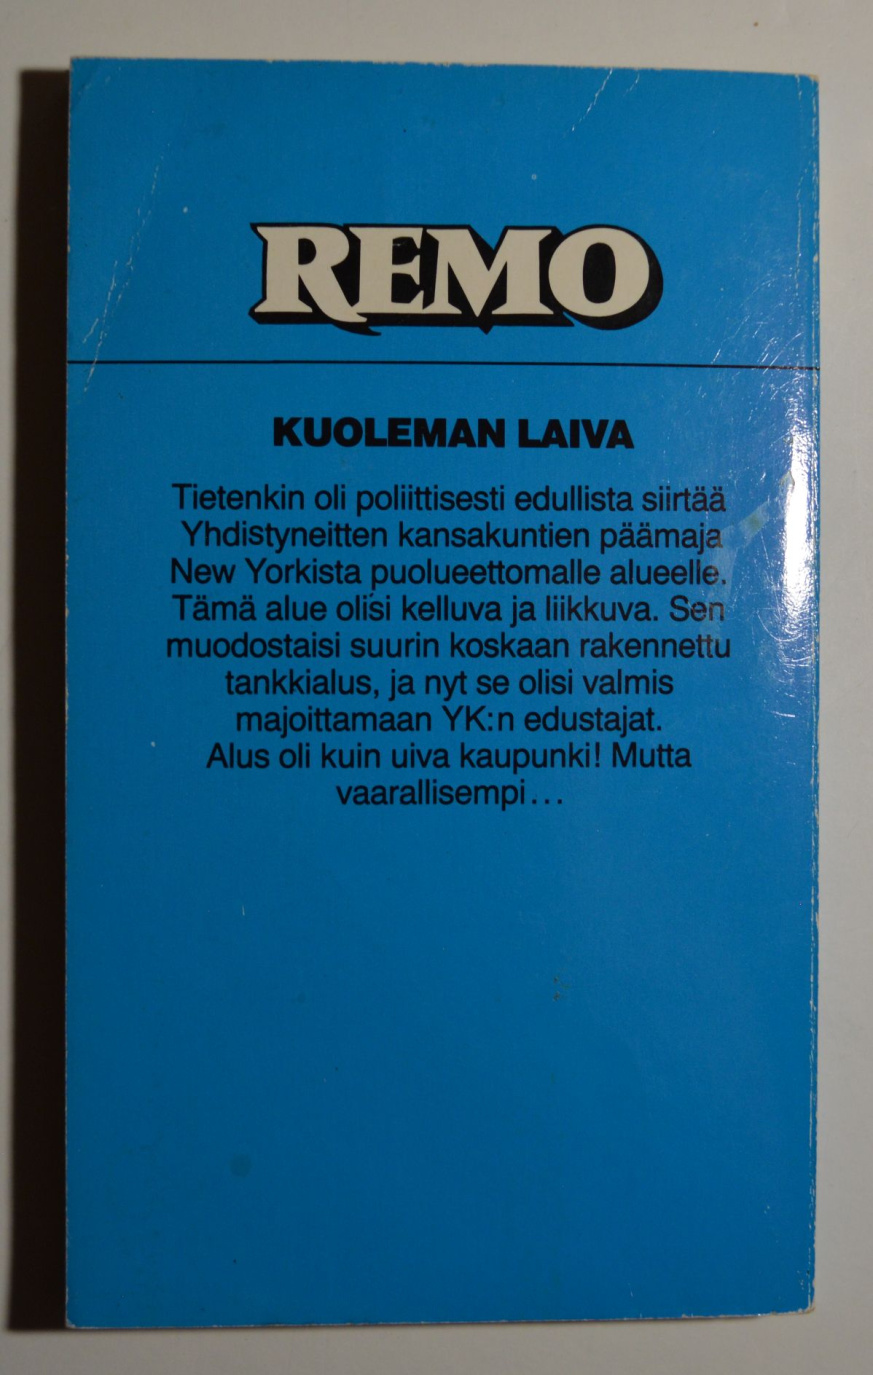 REMO
KUOLEMAN LAIVA
Tietenkin oli poliittisesti edullista siirtää
Yhdistyneitten kansakuntien päämaja
New Yorkista puolueettomalle alueelle.
Tämä alue olisi kelluva ja liikkuva. Sen
muodostaisi suurin koskaan rakennettu
tankkialus, ja nyt se olisi valmis
majoittamaan YK:n edustajat.
Alus oli kuin uiva kaupunki! Mutta
vaarallisempi...